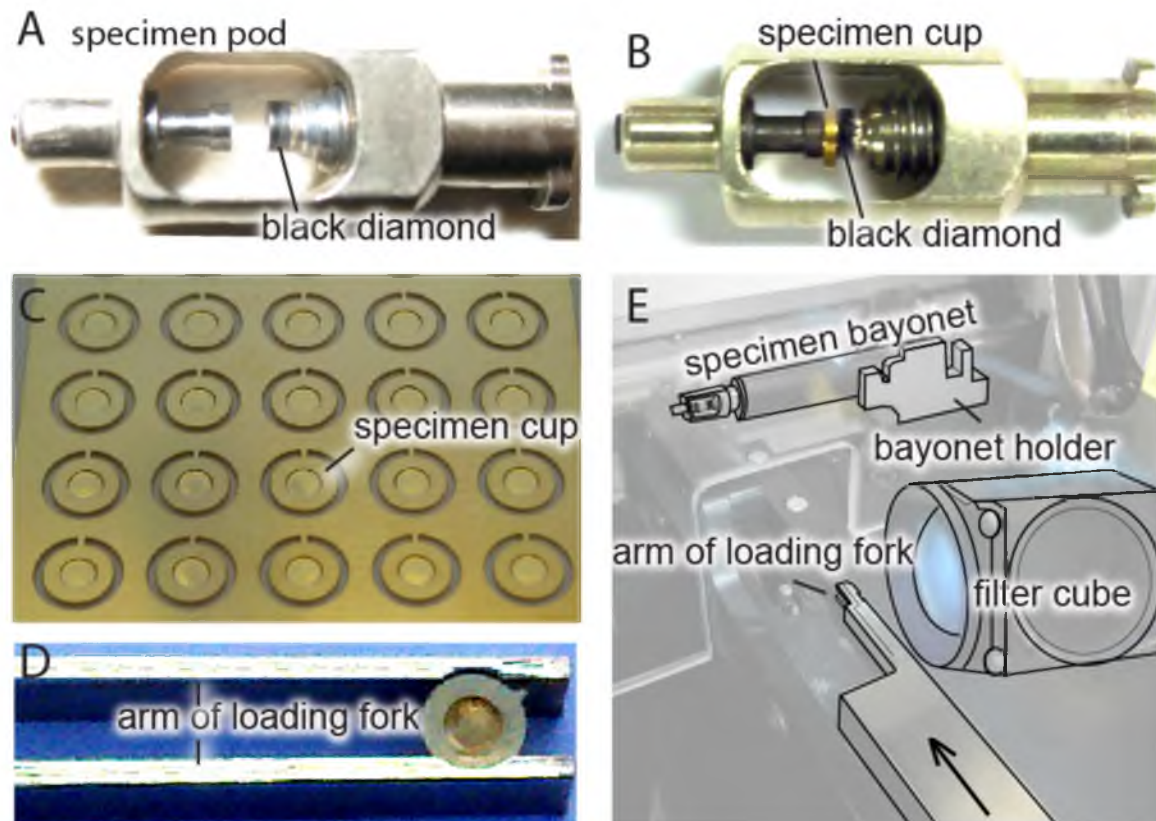 A
specimen pod
black diamond
specimen cup
B
black diamond
C
specimen cup
D
arm of loading fork
E
specimen bayonet
bayonet holder
arm of loading fork
filter cube